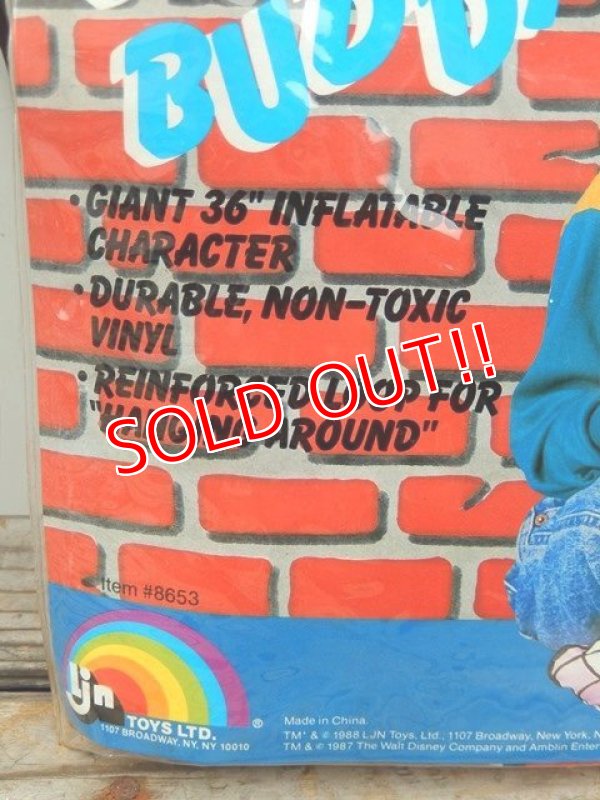 BUDD
• GIANT 36" INFLATABLE
CHARACTER
• DURABLE, NON-TOXIC
VINYL
• REINFORCED LOOP FOR
"HANGING AROUND"
SOLD OUT!!
Item #8653
ljn
TOYS LTD. ®
1107 BROADWAY, NY, NY 10010
Made in China.
TM* & © 1988 LJN Toys, Ltd., 1107 Broadway, New York, N
TM & © 1987 The Walt Disney Company and Amblin Enter